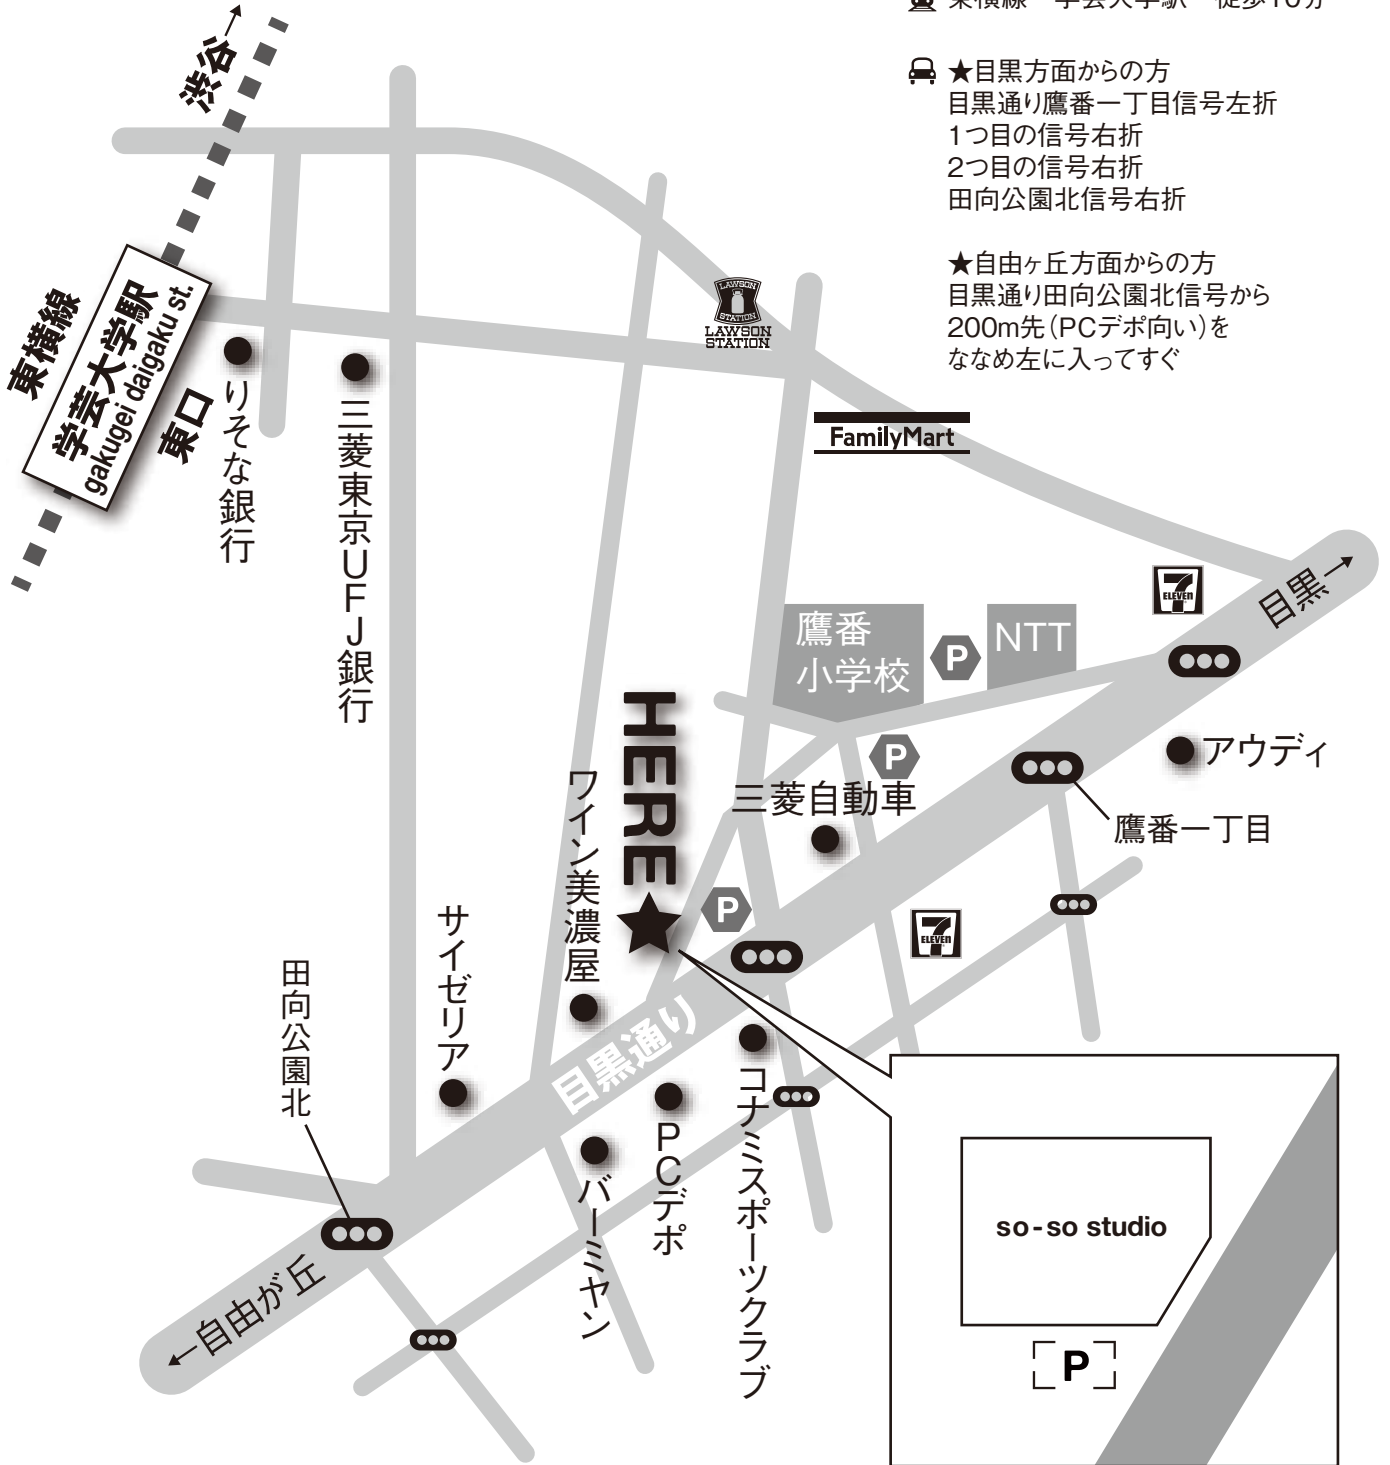 東横線 学芸大学駅 徒歩10分
★目黒方面からの方
目黒通り鷹番一丁目信号左折
1つ目の信号右折
2つ目の信号右折
田向公園北信号右折
★自由ヶ丘方面からの方
目黒通り田向公園北信号から
200m先（PCデポ向い）を
ななめ左に入ってすぐ
渋谷→
東横線
学芸大学駅
gakugei daigaku st.
東口
りそな銀行
三菱東京UFJ銀行
LAWSON
STATION
LAWSON
STATION
FamilyMart
7
ELEVEN
目黒→
鷹番
小学校
P
NTT
P
アウディ
三菱自動車
鷹番一丁目
HERE
ワイン美濃屋
P
7
ELEVEN
サイゼリア
田向公園北
目黒通り
コナミスポーツクラブ
PCデポ
バーミヤン
←自由が丘
so-so studio
P